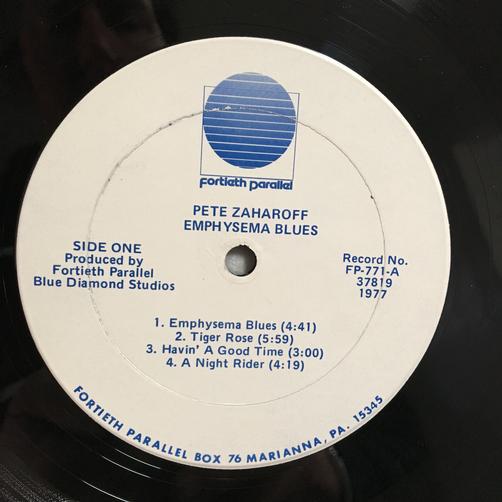 fortieth parallel
PETE ZAHAROFF
EMPHYSEMA BLUES
SIDE ONE
Produced by
Fortieth Parallel
Blue Diamond Studios
Record No.
FP-771-A
37819
1977
1. Emphysema Blues (4:41)
2. Tiger Rose (5:59)
3. Havin' A Good Time (3:00)
4. A Night Rider (4:19)
FORTIETH PARALLEL BOX 76 MARIANNA, PA. 15345